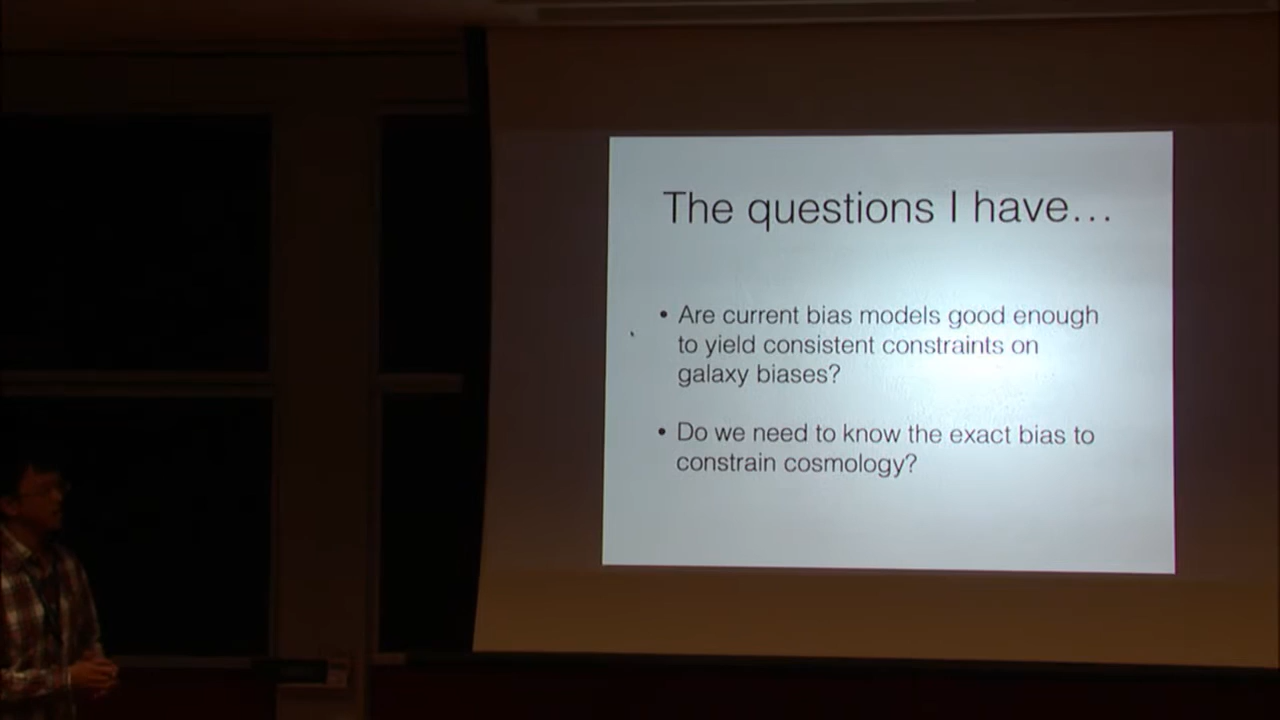 The questions I have…
• Are current bias models good enough
to yield consistent constraints on
galaxy biases?
• Do we need to know the exact bias to
constrain cosmology?